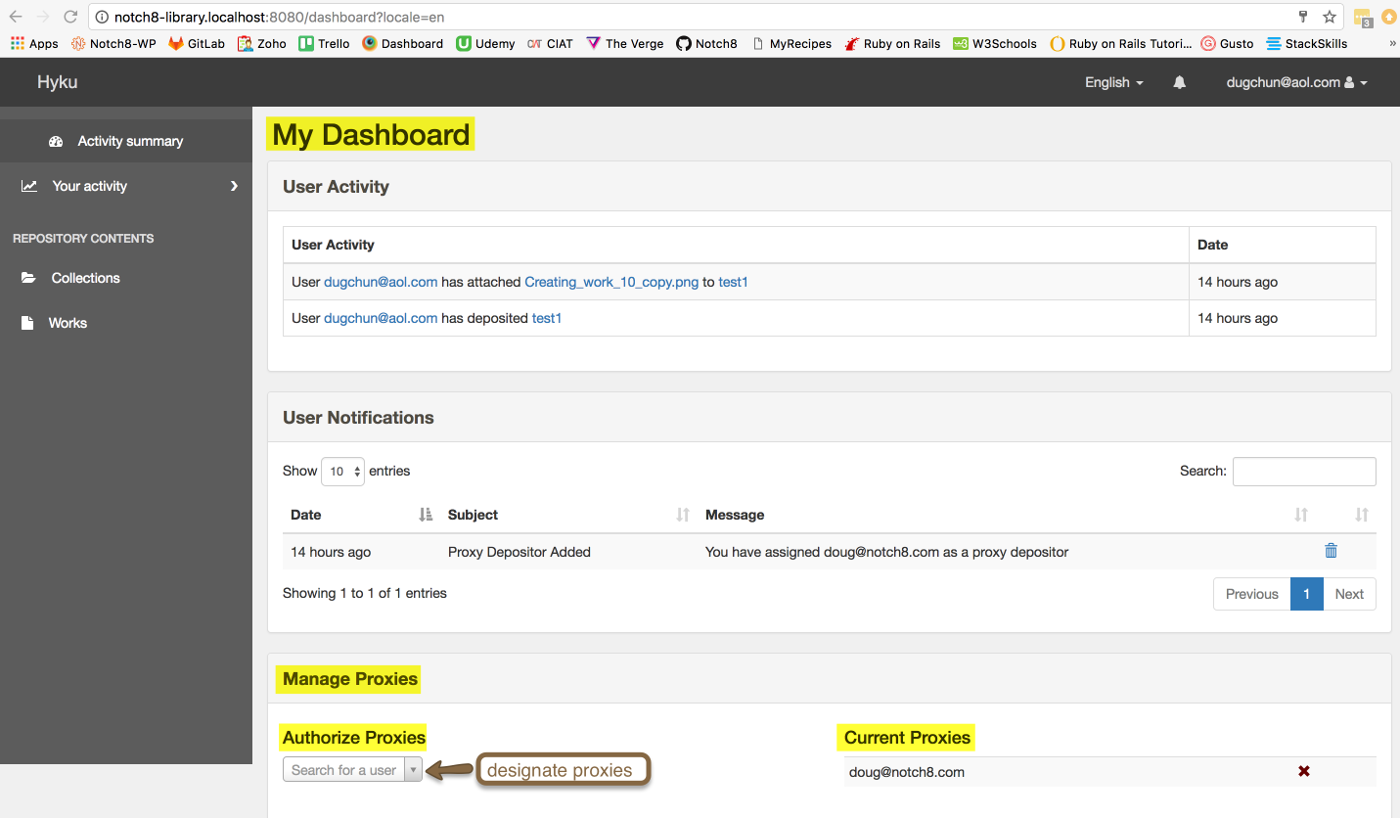 notch8-library.localhost:8080/dashboard?locale=en
3
Apps Notch8-WP GitLab Zoho Trello Dashboard Udemy CIAT CIAT The Verge Notch8 MyRecipes Ruby on Rails W3Schools Ruby on Rails Tutori... Gusto StackSkills »
Hyku English dugchun@aol.com
Activity summary
Your activity
REPOSITORY CONTENTS
Collections
Works
My Dashboard
User Activity
User Activity Date
User dugchun@aol.com has attached Creating_work_10_copy.png to test1 14 hours ago
User dugchun@aol.com has deposited test1 14 hours ago
User Notifications
Show 10 entries Search:
Date Subject Message
14 hours ago Proxy Depositor Added You have assigned doug@notch8.com as a proxy depositor
Showing 1 to 1 of 1 entries Previous 1 Next
Manage Proxies
Authorize Proxies Current Proxies
Search for a user designate proxies doug@notch8.com